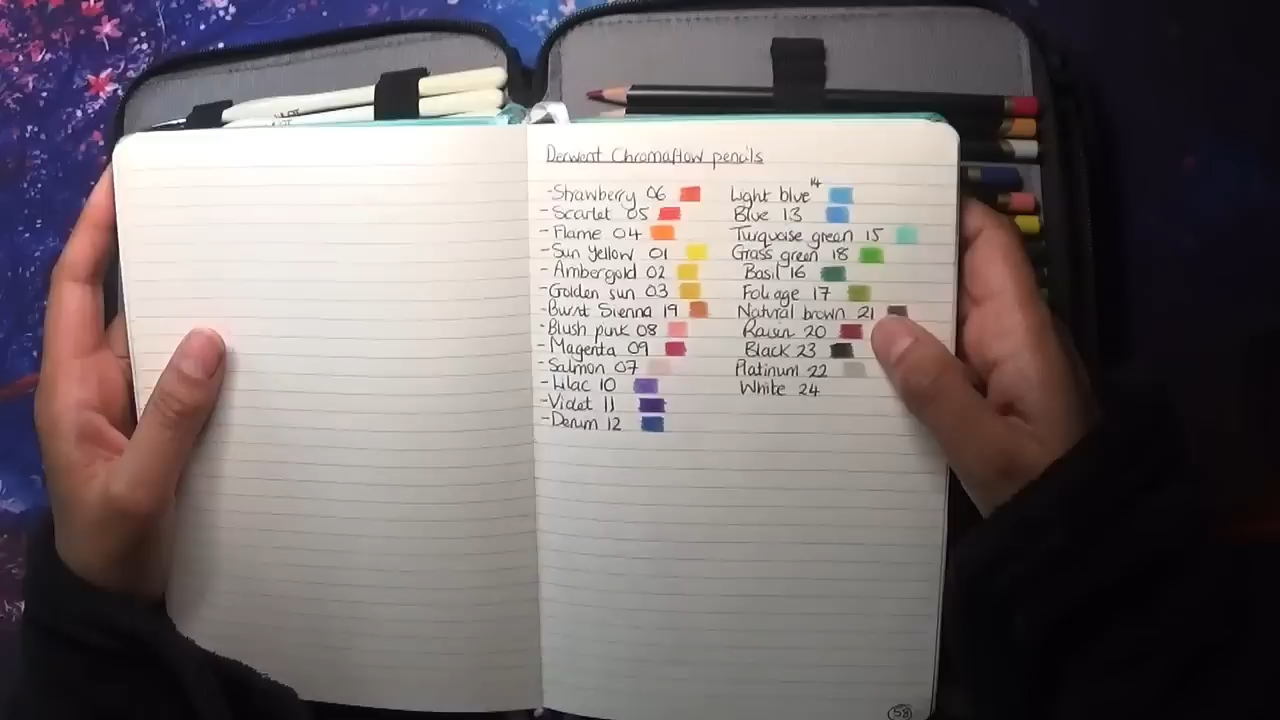 Derwent Chromaflow pencils
-Strawberry 06
-Scarlet 05
-Flame 04
-Sun Yellow 01
-Ambergold 02
-Golden sun 03
-Burnt Sienna 19
-Blush pink 08
-Magenta 09
-Salmon 07
-Lilac 10
-Violet 11
-Denim 12
Light blue 14
Blue 13
Turquoise green 15
Grass green 18
Basil 16
Foliage 17
Natural brown 21
Raisin 20
Black 23
Platinum 22
White 24
58